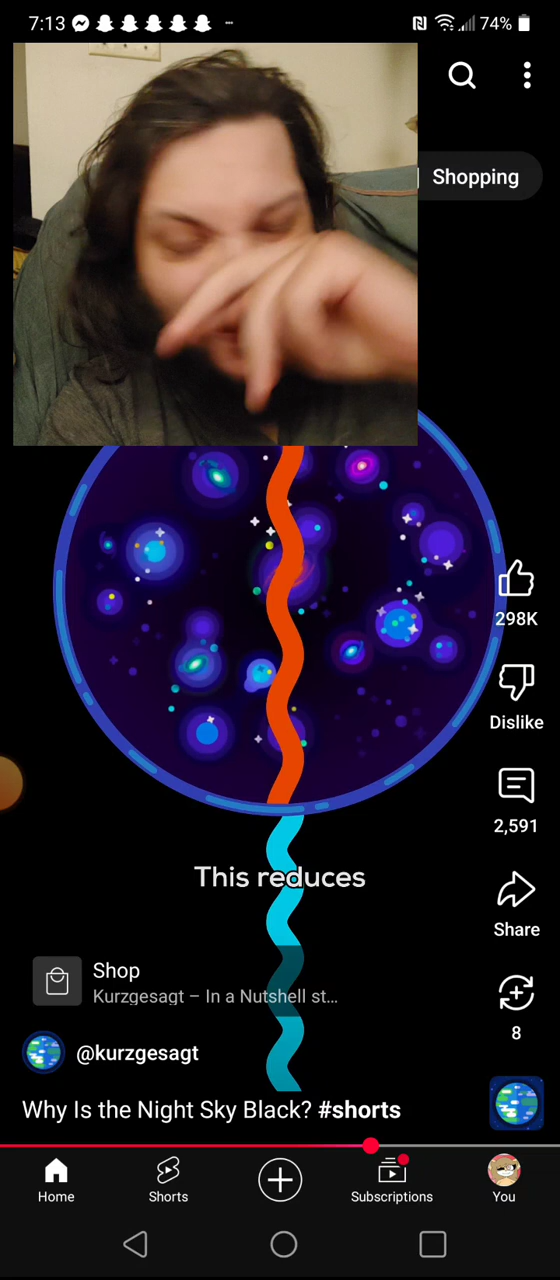 7:13
74%
Shopping
298K
Dislike
2,591
This reduces
Share
Shop
Kurzgesagt – In a Nutshell st...
8
@kurzgesagt
Why Is the Night Sky Black? #shorts
Home
Shorts
Subscriptions
You